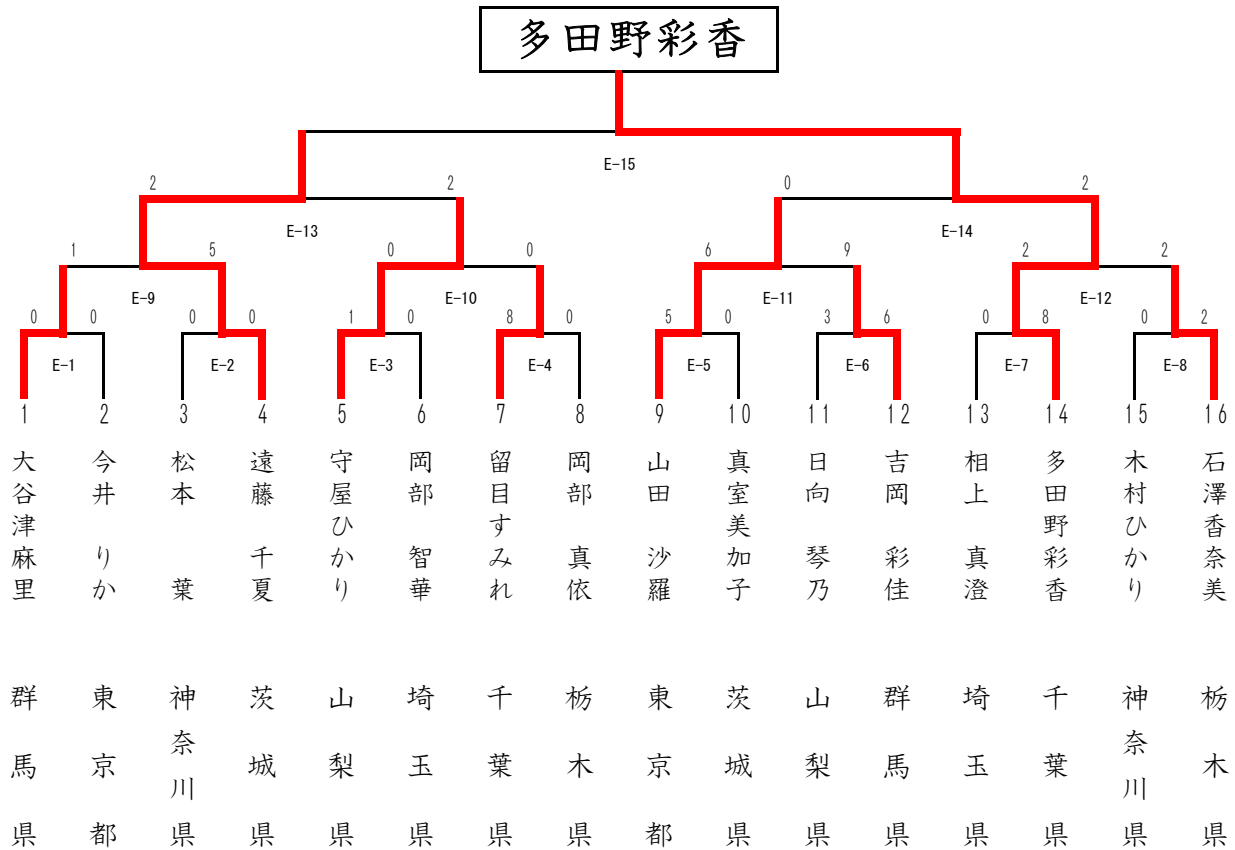 多田野彩香
E-15
2 2 0 2
E-13 E-14
1 5 0 0 6 9 2 2
E-9 E-10 E-11 E-12
0 0 0 0 1 0 8 0 5 0 3 6 0 8 0 2
E-1 E-2 E-3 E-4 E-5 E-6 E-7 E-8
1 2 3 4 5 6 7 8 9 10 11 12 13 14 15 16
大谷津麻里
今井りか
松本葉
遠藤千夏
守屋ひかり
岡部智華
留目すみれ
岡部真依
山田沙羅
真室美加子
日向琴乃
吉岡彩佳
相上真澄
多田野彩香
木村ひかり
石澤香奈美
群馬県
東京都
神奈川県
茨城県
山梨県
埼玉県
千葉県
栃木県
東京都
茨城県
山梨県
群馬県
埼玉県
千葉県
神奈川県
栃木県